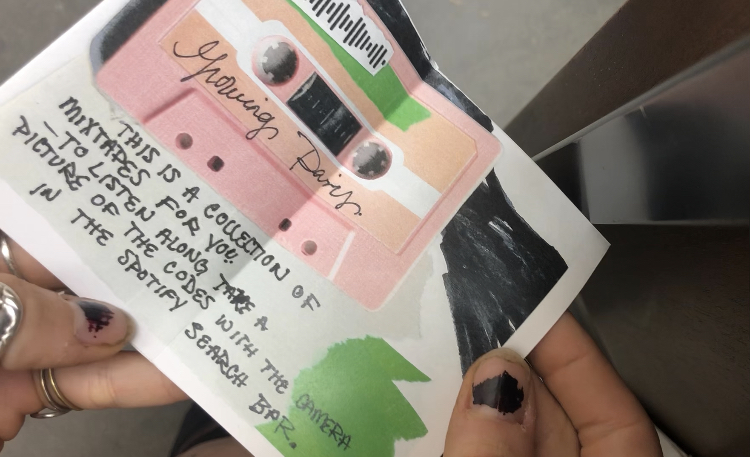 Growing Pains.
THIS IS A COLLECTION OF
MIXTAPES FOR YOU.
— TO LISTEN ALONG TAKE A
PICTURE OF THE CODES WITH THE CAMERA
IN THE SPOTIFY SEARCH BAR.